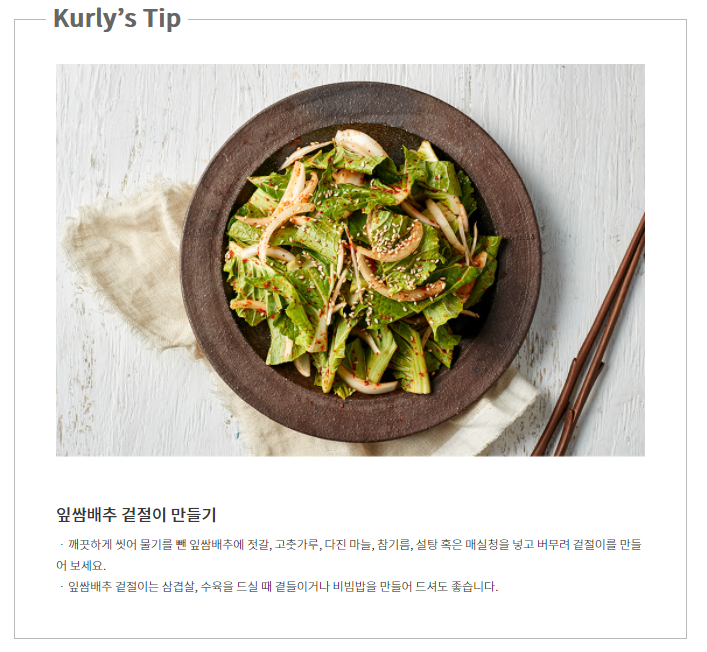 Kurly’s Tip
잎쌈배추 겉절이 만들기
· 깨끗하게 씻어 물기를 뺀 잎쌈배추에 젓갈, 고춧가루, 다진 마늘, 참기름, 설탕 혹은 매실청을 넣고 버무려 겉절이를 만들
어 보세요.
· 잎쌈배추 겉절이는 삼겹살, 수육을 드실 때 곁들이거나 비빔밥을 만들어 드셔도 좋습니다.